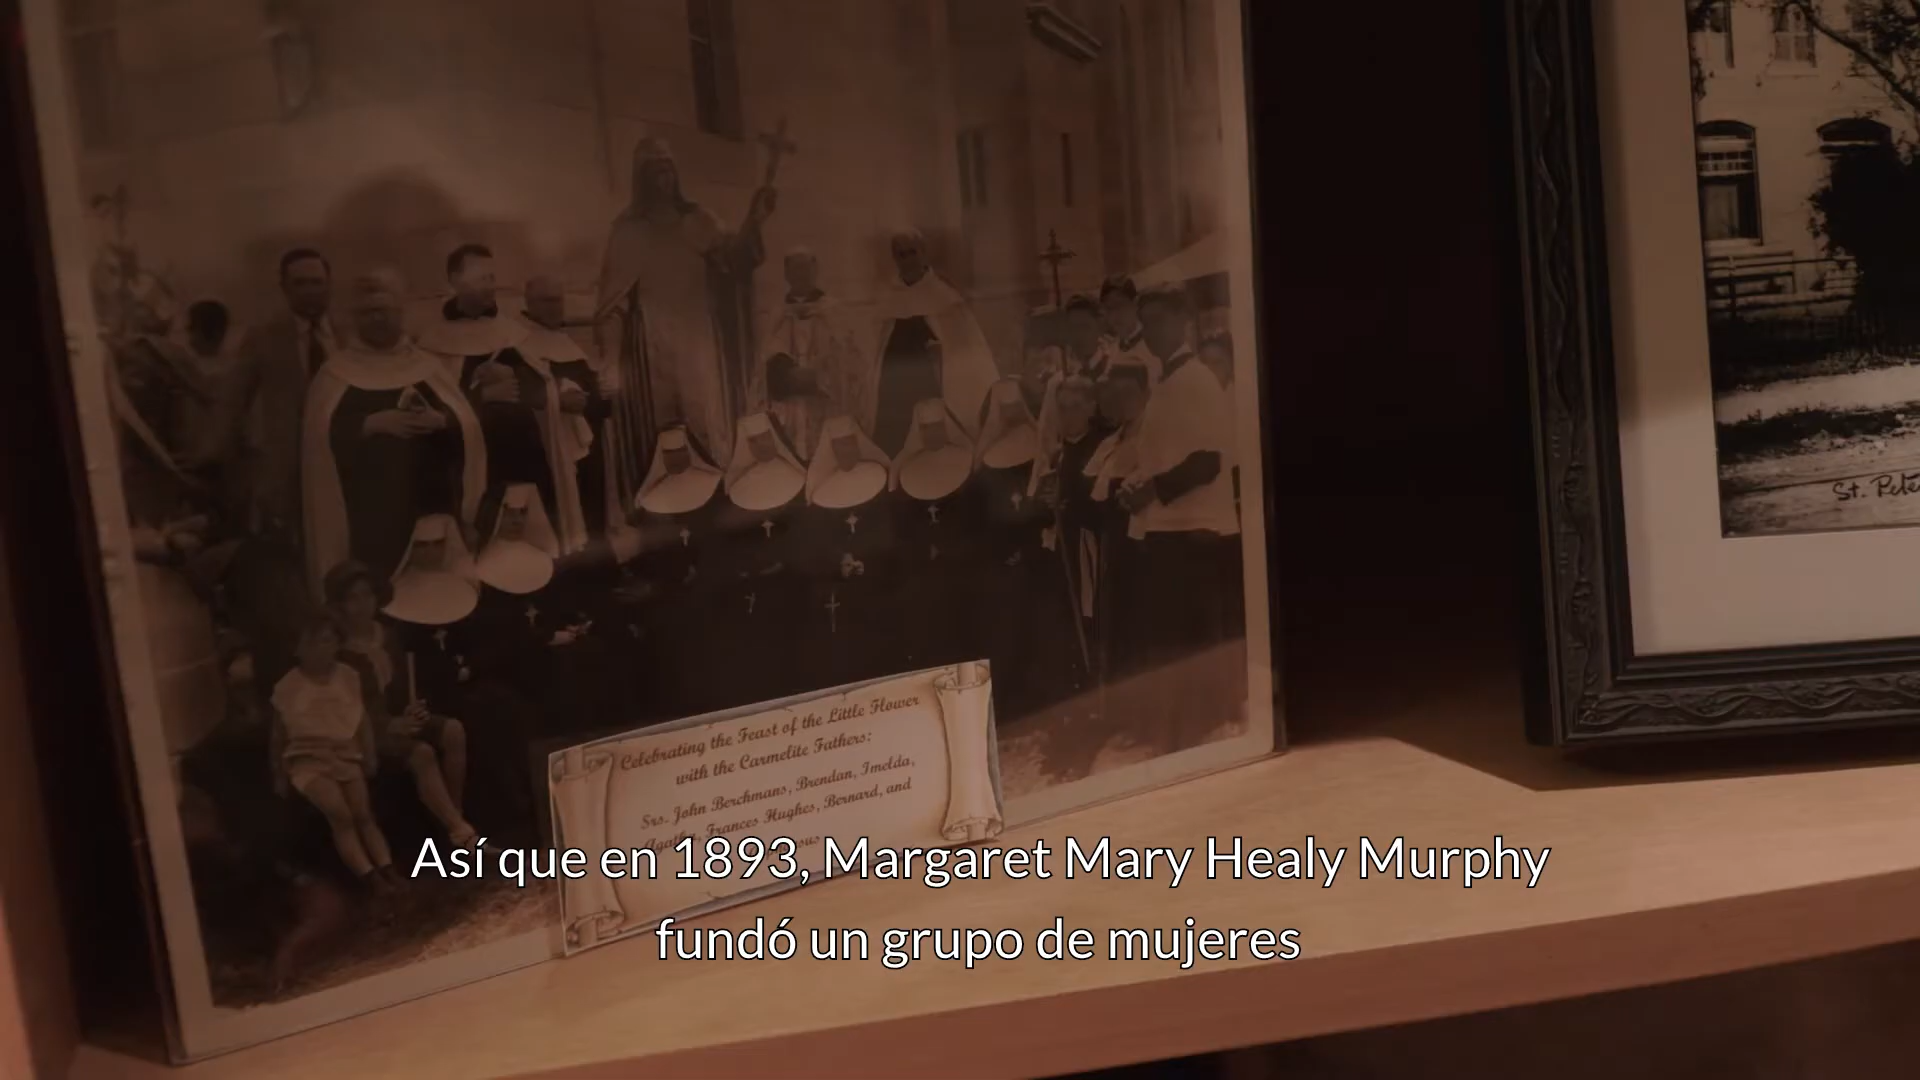 Celebrating the Feast of the Little Flower
with the Carmelite Fathers:
Srs. John Berchmans, Brendan, Imelda,
Agatha, Frances Hughes, Bernard, and
St.
Así que en 1893, Margaret Mary Healy Murphy
fundó un grupo de mujeres